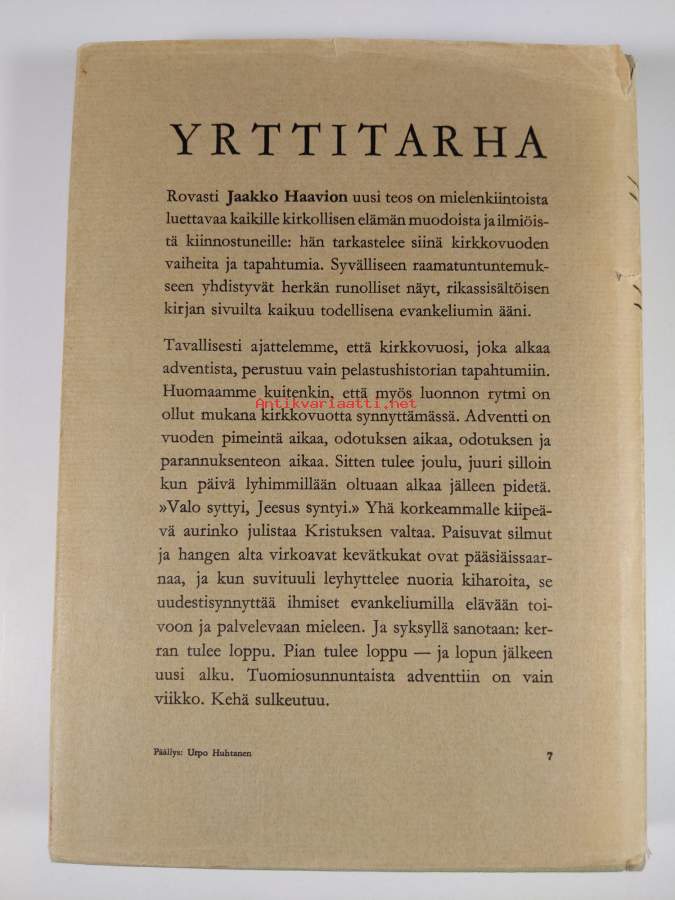 YRTTITARHA
Rovasti Jaakko Haavion uusi teos on mielenkiintoista
luettavaa kaikille kirkollisen elämän muodoista ja ilmiöis-
tä kiinnostuneille: hän tarkastelee siinä kirkkovuoden
vaiheita ja tapahtumia. Syvälliseen raamatuntuntemuk-
seen yhdistyvät herkän runolliset näyt, rikassisältöisen
kirjan sivuilta kaikuu todellisena evankeliumin ääni.
Tavallisesti ajattelemme, että kirkkovuosi, joka alkaa
adventista, perustuu vain pelastushistorian tapahtumiin.
Huomaamme kuitenkin, että myös luonnon rytmi on
Antikvariaatti.net
ollut mukana kirkkovuotta synnyttämässä. Adventti on
vuoden pimeintä aikaa, odotuksen aikaa, odotuksen ja
parannuksenteon aikaa. Sitten tulee joulu, juuri silloin
kun päivä lyhimmillään oltuaan alkaa jälleen pidetä.
»Valo syttyi, Jeesus syntyi.» Yhä korkeammalle kiipeä-
vä aurinko julistaa Kristuksen valtaa. Paisuvat silmut
ja hangen alta virkoavat kevätkukat ovat pääsiäissaar-
naa, ja kun suvituuli leyhyttelee nuoria kiharoita, se
uudestisynnyttää ihmiset evankeliumilla elävään toi-
voon ja palvelevaan mieleen. Ja syksyllä sanotaan: ker-
ran tulee loppu. Pian tulee loppu — ja lopun jälkeen
uusi alku. Tuomiosunnuntaista adventtiin on vain
viikko. Kehä sulkeutuu.
Päällys: Urpo Huhtanen 7